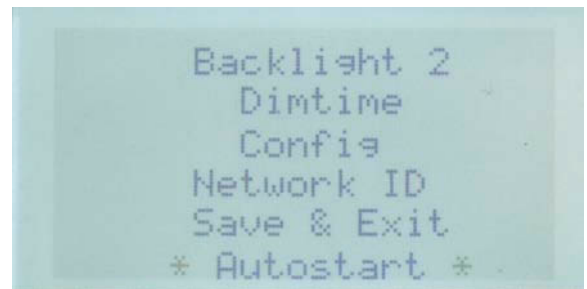 Backlight 2
Dimtime
Config
Network ID
Save & Exit
* Autostart *